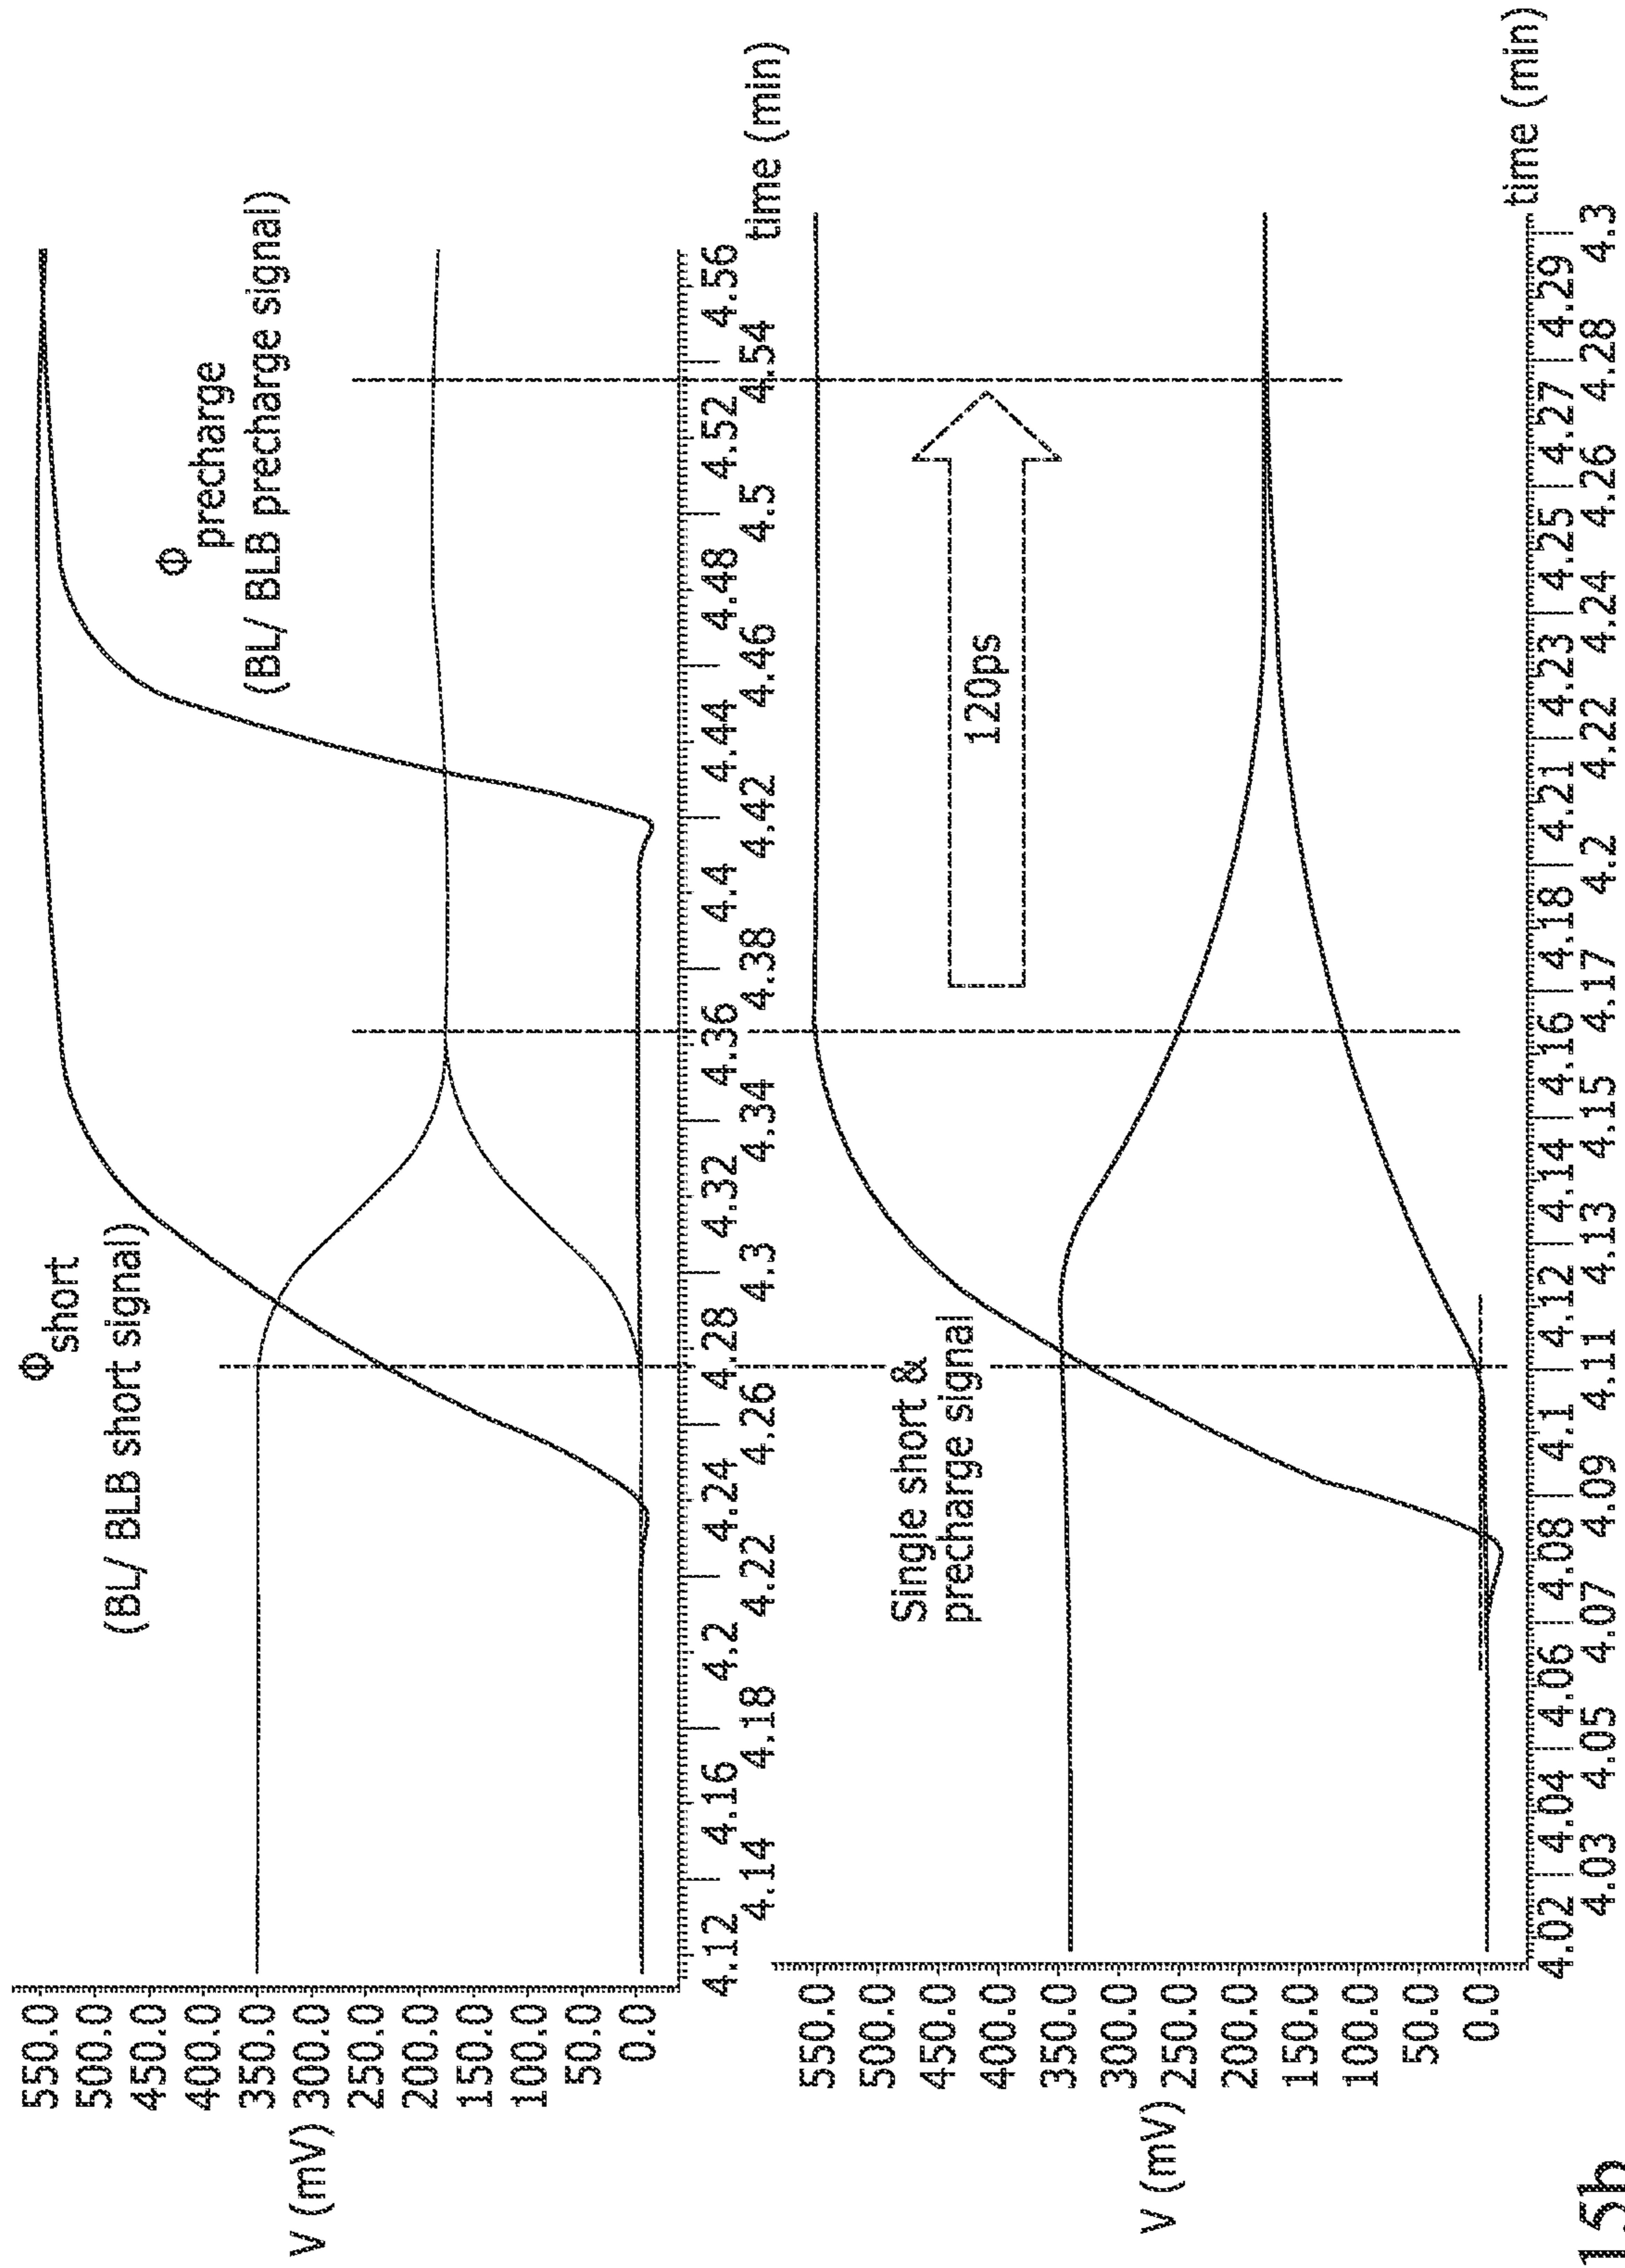 Φ short
(BL/ BLB short signal)
Φ precharge
(BL/ BLB precharge signal)
550.0
500.0
450.0
400.0
350.0
300.0
250.0
200.0
150.0
100.0
50.0
0.0
V (mV)
4.12 4.16 4.2 4.24 4.28 4.32 4.36 4.4 4.44 4.48 4.52 4.56
4.14 4.18 4.22 4.26 4.3 4.34 4.38 4.42 4.46 4.5 4.54
time (min)
Single short &
precharge signal
120ps
550.0
500.0
450.0
400.0
350.0
300.0
250.0
200.0
150.0
100.0
50.0
0.0
V (mV)
4.02 4.04 4.06 4.08 4.1 4.12 4.14 4.16 4.18 4.21 4.23 4.25 4.27 4.29
4.03 4.05 4.07 4.09 4.11 4.13 4.15 4.17 4.2 4.22 4.24 4.26 4.28 4.3
time (min)
15b